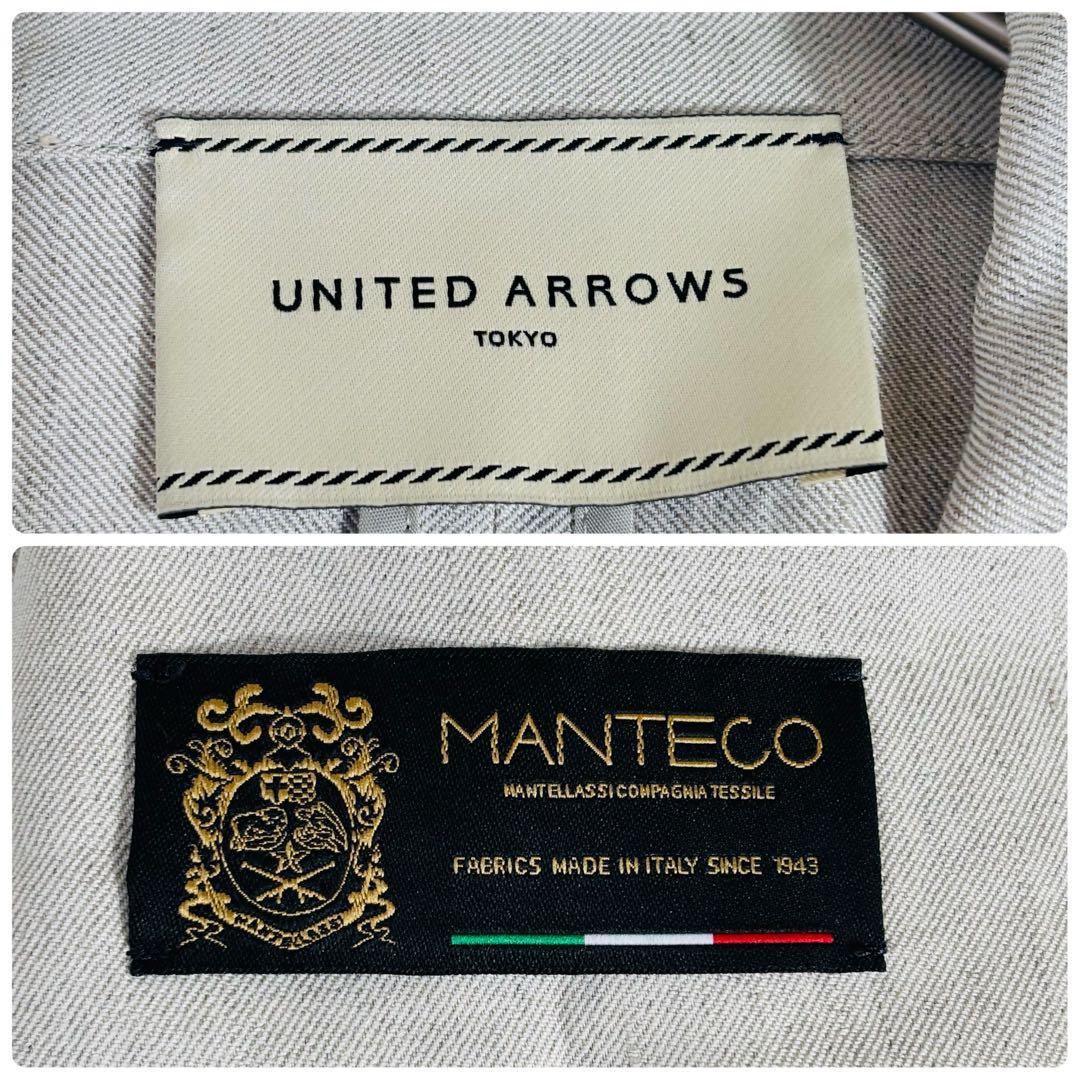 UNITED ARROWS
TOKYO
MANTECO
MANTELLASSI COMPAGNIA TESSILE
FABRICS MADE IN ITALY SINCE 1943